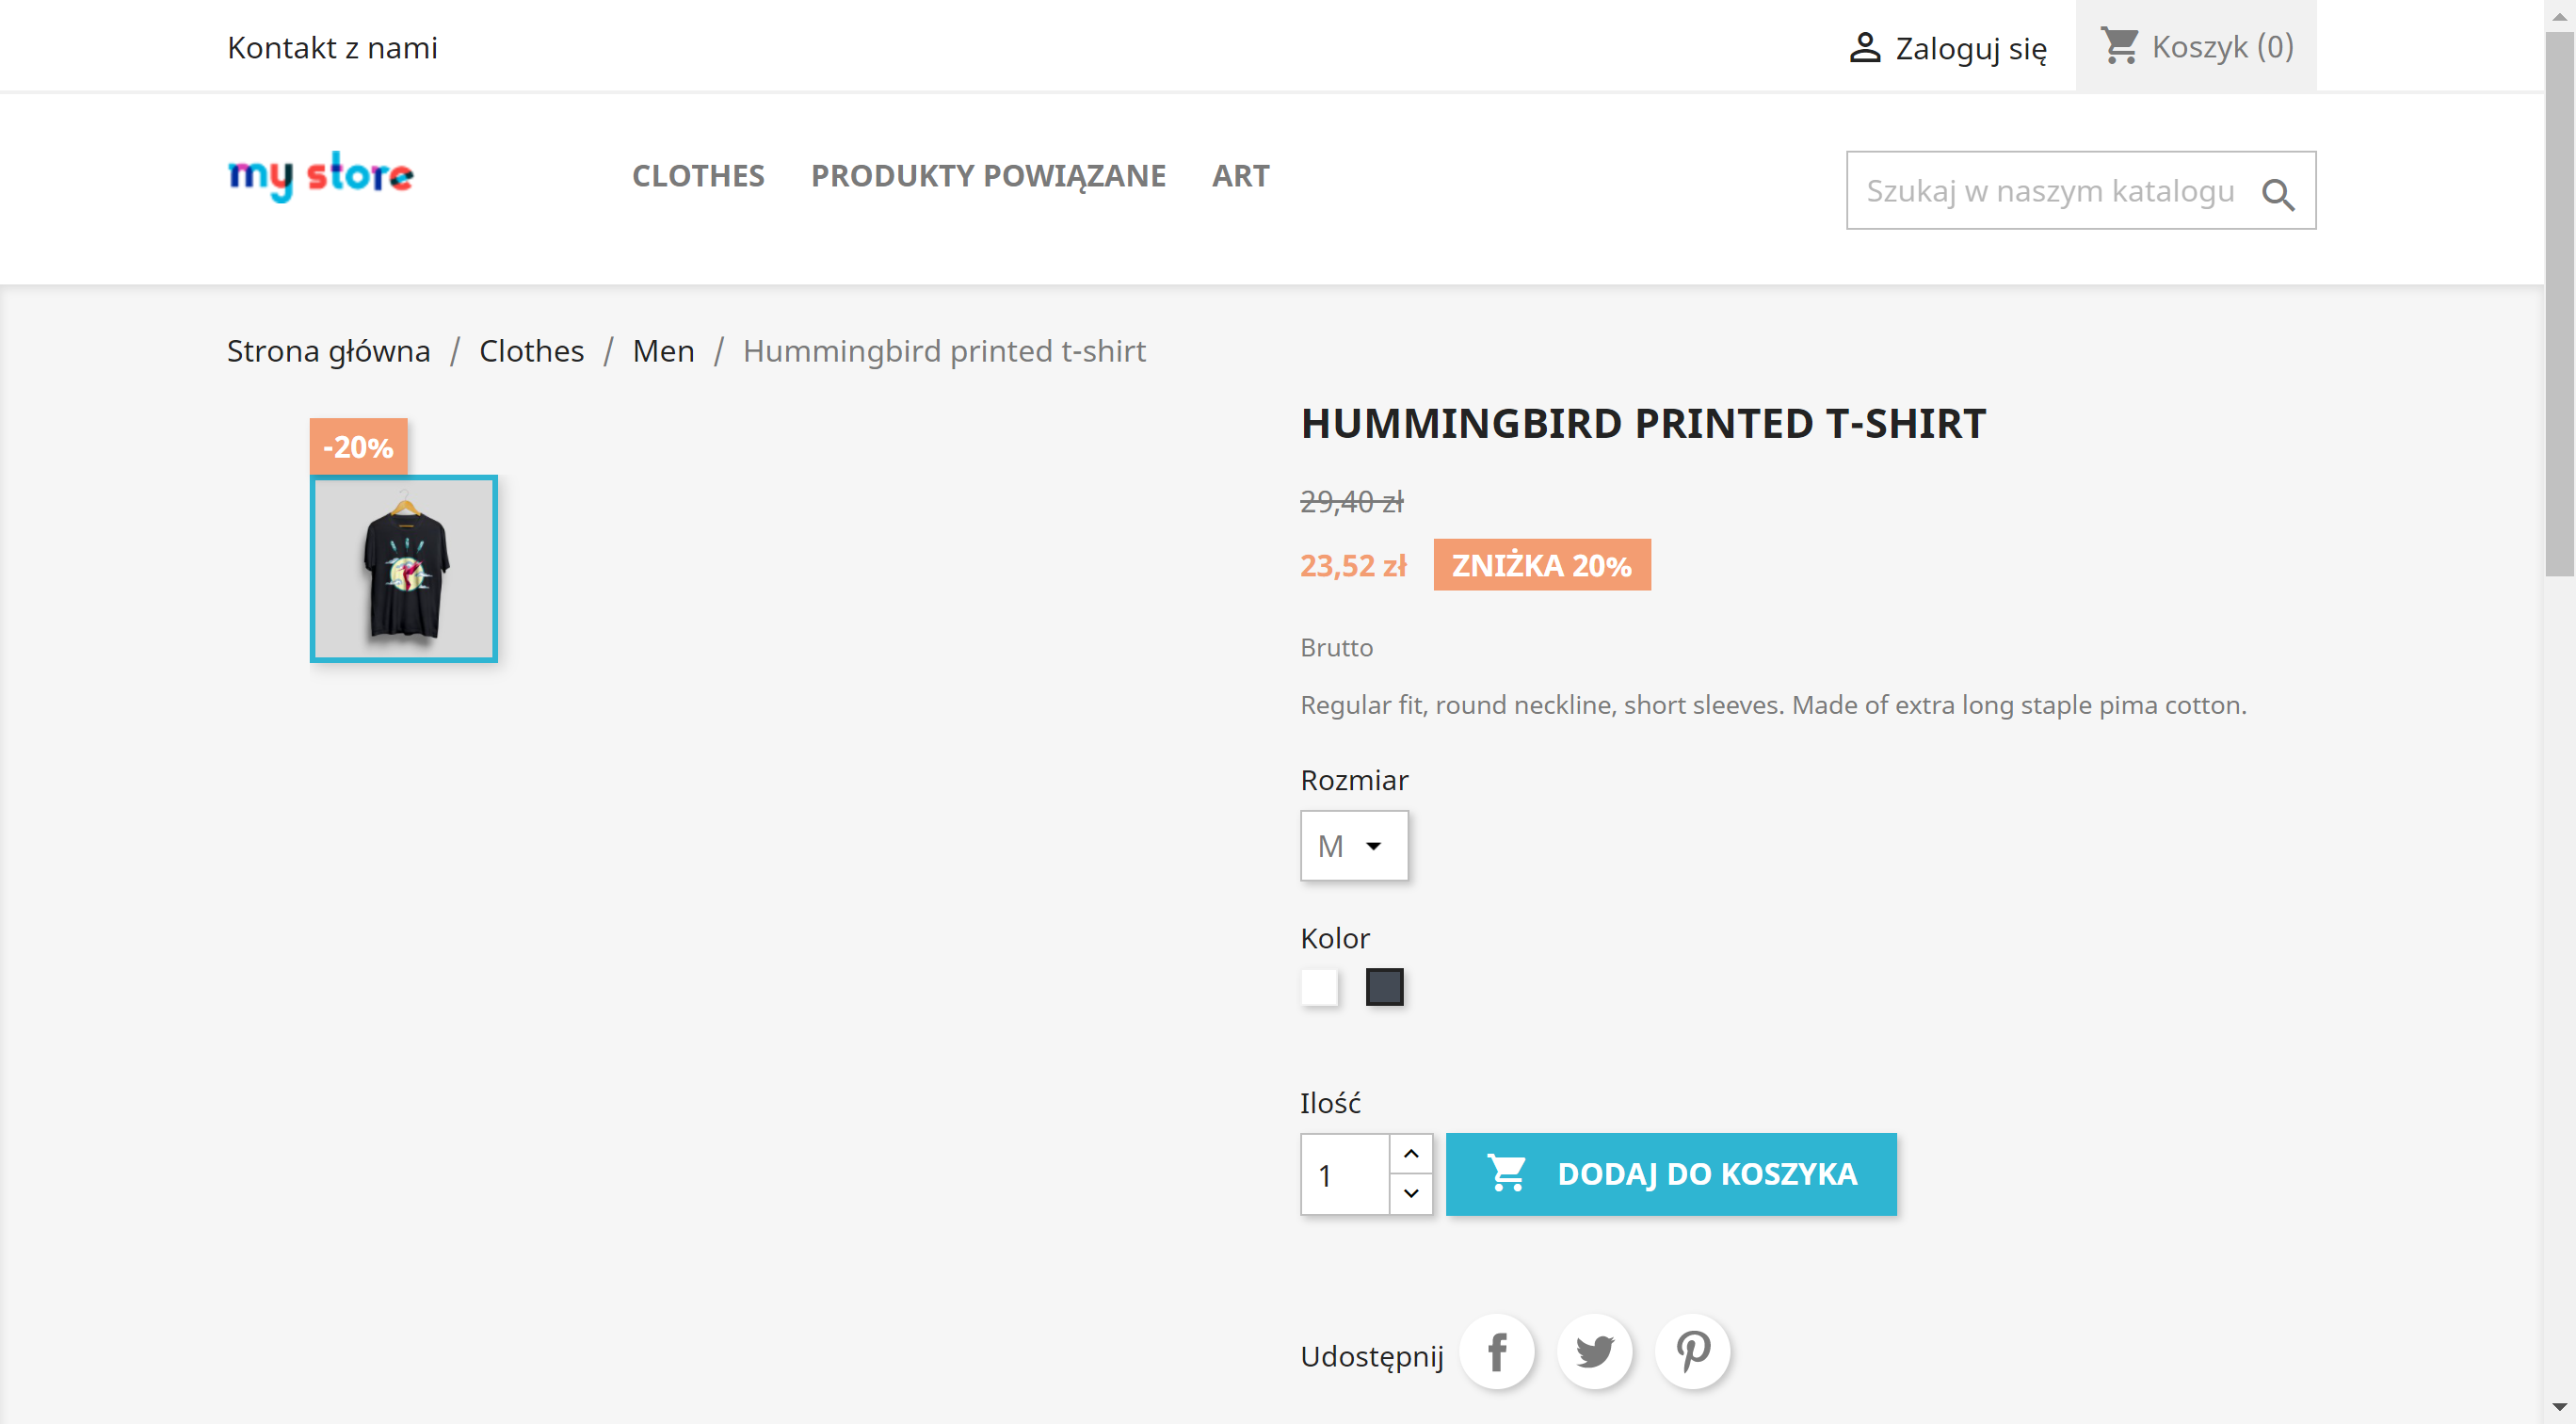 Kontakt z nami
Zaloguj się
Koszyk (0)
my store
CLOTHES
PRODUKTY POWIĄZANE
ART
Szukaj w naszym katalogu
Strona główna / Clothes / Men / Hummingbird printed t-shirt
-20%
HUMMINGBIRD PRINTED T-SHIRT
29,40 zł
23,52 zł
ZNIŻKA 20%
Brutto
Regular fit, round neckline, short sleeves. Made of extra long staple pima cotton.
Rozmiar
M
Kolor
Ilość
1
DODAJ DO KOSZYKA
Udostępnij